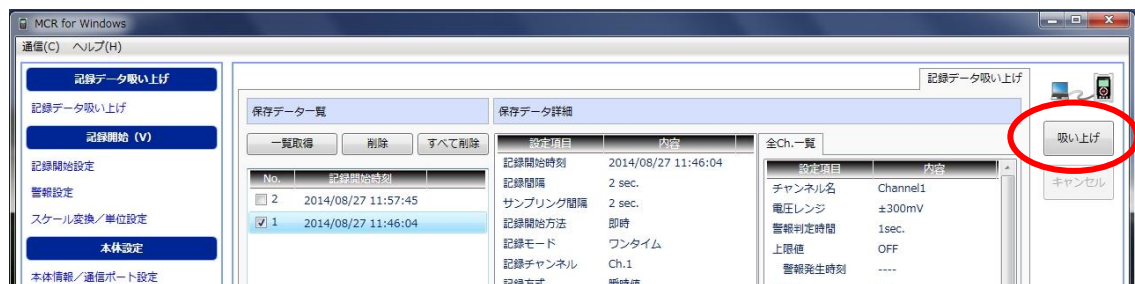 MCR for Windows
通信(C) ヘルプ(H)
記録データ吸い上げ
記録データ吸い上げ
記録開始 (V)
記録開始設定
警報設定
スケール変換/単位設定
本体設定
本体情報/通信ポート設定
記録データ吸い上げ
保存データ一覧
一覧取得 削除 すべて削除
No. 記録開始時刻
2 2014/08/27 11:57:45
1 2014/08/27 11:46:04
保存データ詳細
設定項目 内容
記録開始時刻 2014/08/27 11:46:04
記録間隔 2 sec.
サンプリング間隔 2 sec.
記録開始方法 即時
記録モード ワンタイム
記録チャンネル Ch.1
記録方式 瞬時値
全Ch.一覧
設定項目 内容
チャンネル名 Channel1
電圧レンジ ±300mV
警報判定時間 1sec.
上限値 OFF
警報発生時刻 ----
吸い上げ
キャンセル